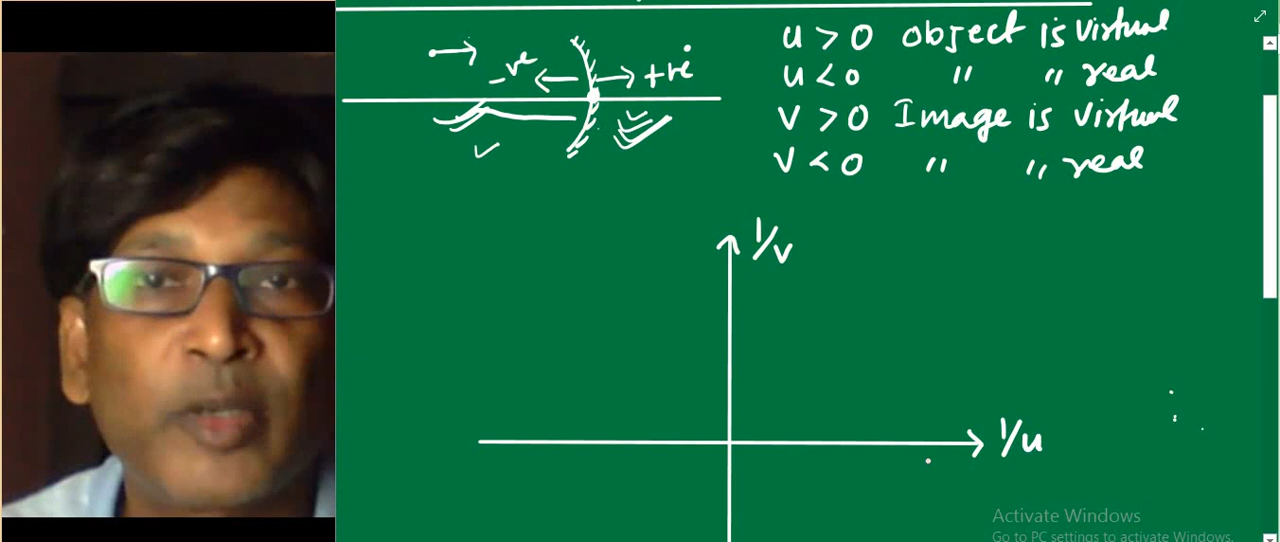 -ve +ve
u > 0 object is virtual
u < 0 " " real
v > 0 Image is virtual
v < 0 " " real
1/v
1/u
Activate Windows
Go to PC settings to activate Windows.